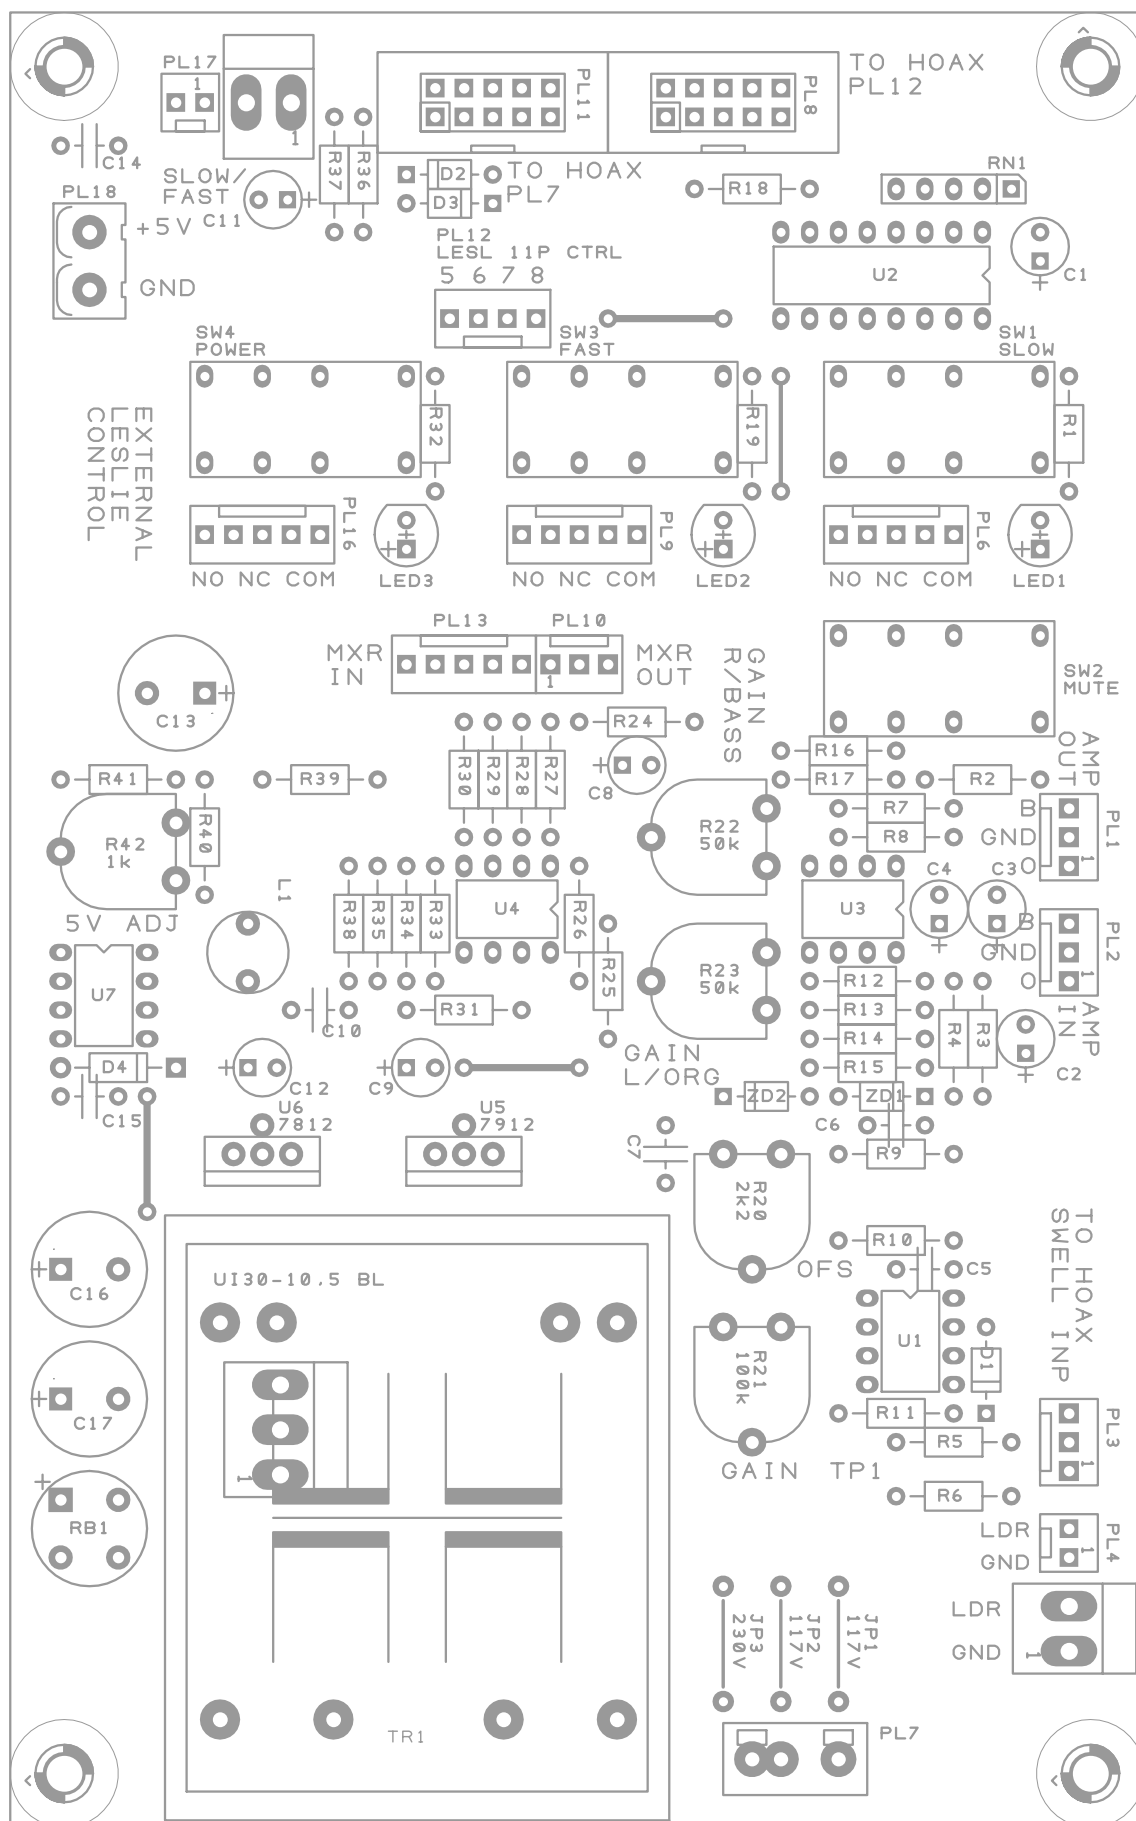 PL17
1
1
C14
SLOW/
FAST
C11
PL18
+5V
GND
R37
R36
PL11
PL8
TO HOAX
PL12
D2
D3
TO HOAX
PL7
R18
RN1
PL12
LESL 11P CTRL
5 6 7 8
U2
C1
SW4
POWER
SW3
FAST
SW1
SLOW
R32
R19
R1
EXTERNAL
LESLIE
CONTROL
PL16
PL9
PL6
NO NC COM
LED3
NO NC COM
LED2
NO NC COM
LED1
PL13
PL10
MXR
IN
1
MXR
OUT
GAIN
R/BASS
SW2
MUTE
C13
R24
C8
R30
R29
R28
R27
R41
R39
R40
R42
1k
5V ADJ
R16
R17
R2
R7
R8
AMP
OUT
B
GND
O
1
PL1
R22
50k
L1
R38
R35
R34
R33
U4
R26
R25
U3
C4
C3
B
GND
O
1
PL2
AMP
IN
R23
50k
U7
C10
R31
R12
R13
R14
R15
R4
R3
C2
GAIN
L/ORG
D4
C15
C12
C9
ZD2
ZD1
C6
R9
U6
7812
U5
7912
C7
R20
2k2
OFS
R10
C5
TO HOAX
SWELL INP
C16
UI30-10.5 BL
U1
D1
R21
100k
C17
1
R11
R5
GAIN
TP1
PL3
1
RB1
R6
LDR
GND
1
PL4
LDR
GND
1
JP3
230V
JP2
117V
JP1
117V
TR1
PL7